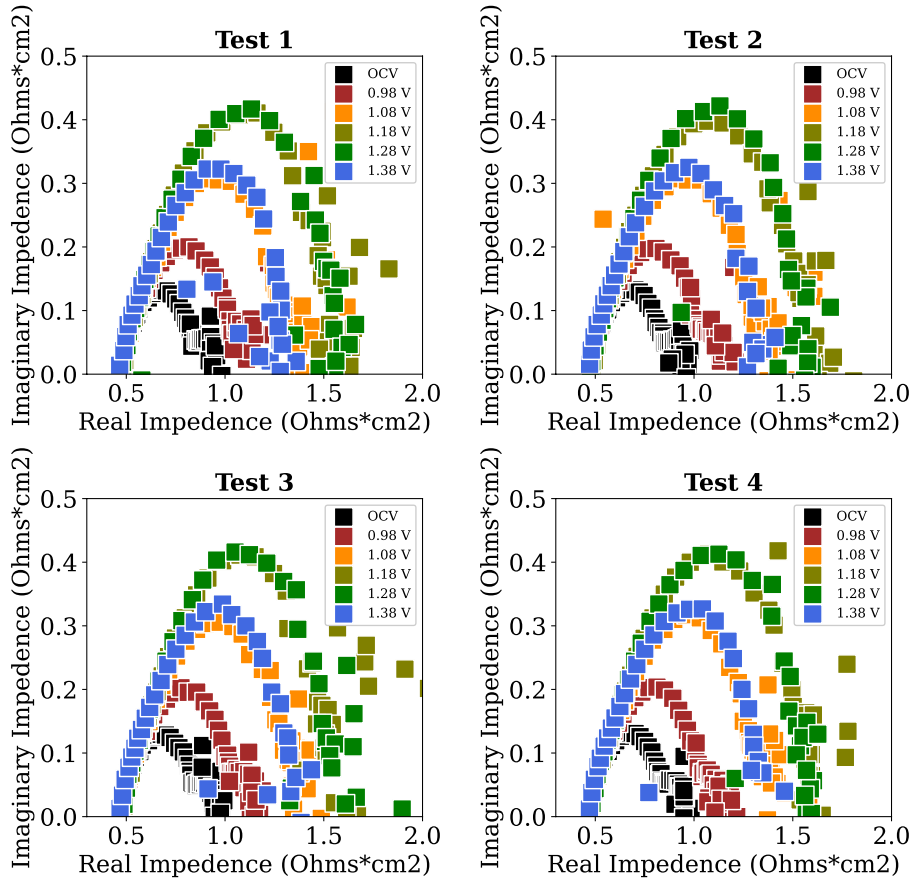 Test 1
Imaginary Impedence (Ohms*cm2)
0.5
0.4
0.3
0.2
0.1
0.0
OCV
0.98 V
1.08 V
1.18 V
1.28 V
1.38 V
0.5 1.0 1.5 2.0
Real Impedence (Ohms*cm2)
Test 2
Imaginary Impedence (Ohms*cm2)
0.5
0.4
0.3
0.2
0.1
0.0
OCV
0.98 V
1.08 V
1.18 V
1.28 V
1.38 V
0.5 1.0 1.5 2.0
Real Impedence (Ohms*cm2)
Test 3
Imaginary Impedence (Ohms*cm2)
0.5
0.4
0.3
0.2
0.1
0.0
OCV
0.98 V
1.08 V
1.18 V
1.28 V
1.38 V
0.5 1.0 1.5 2.0
Real Impedence (Ohms*cm2)
Test 4
Imaginary Impedence (Ohms*cm2)
0.5
0.4
0.3
0.2
0.1
0.0
OCV
0.98 V
1.08 V
1.18 V
1.28 V
1.38 V
0.5 1.0 1.5 2.0
Real Impedence (Ohms*cm2)